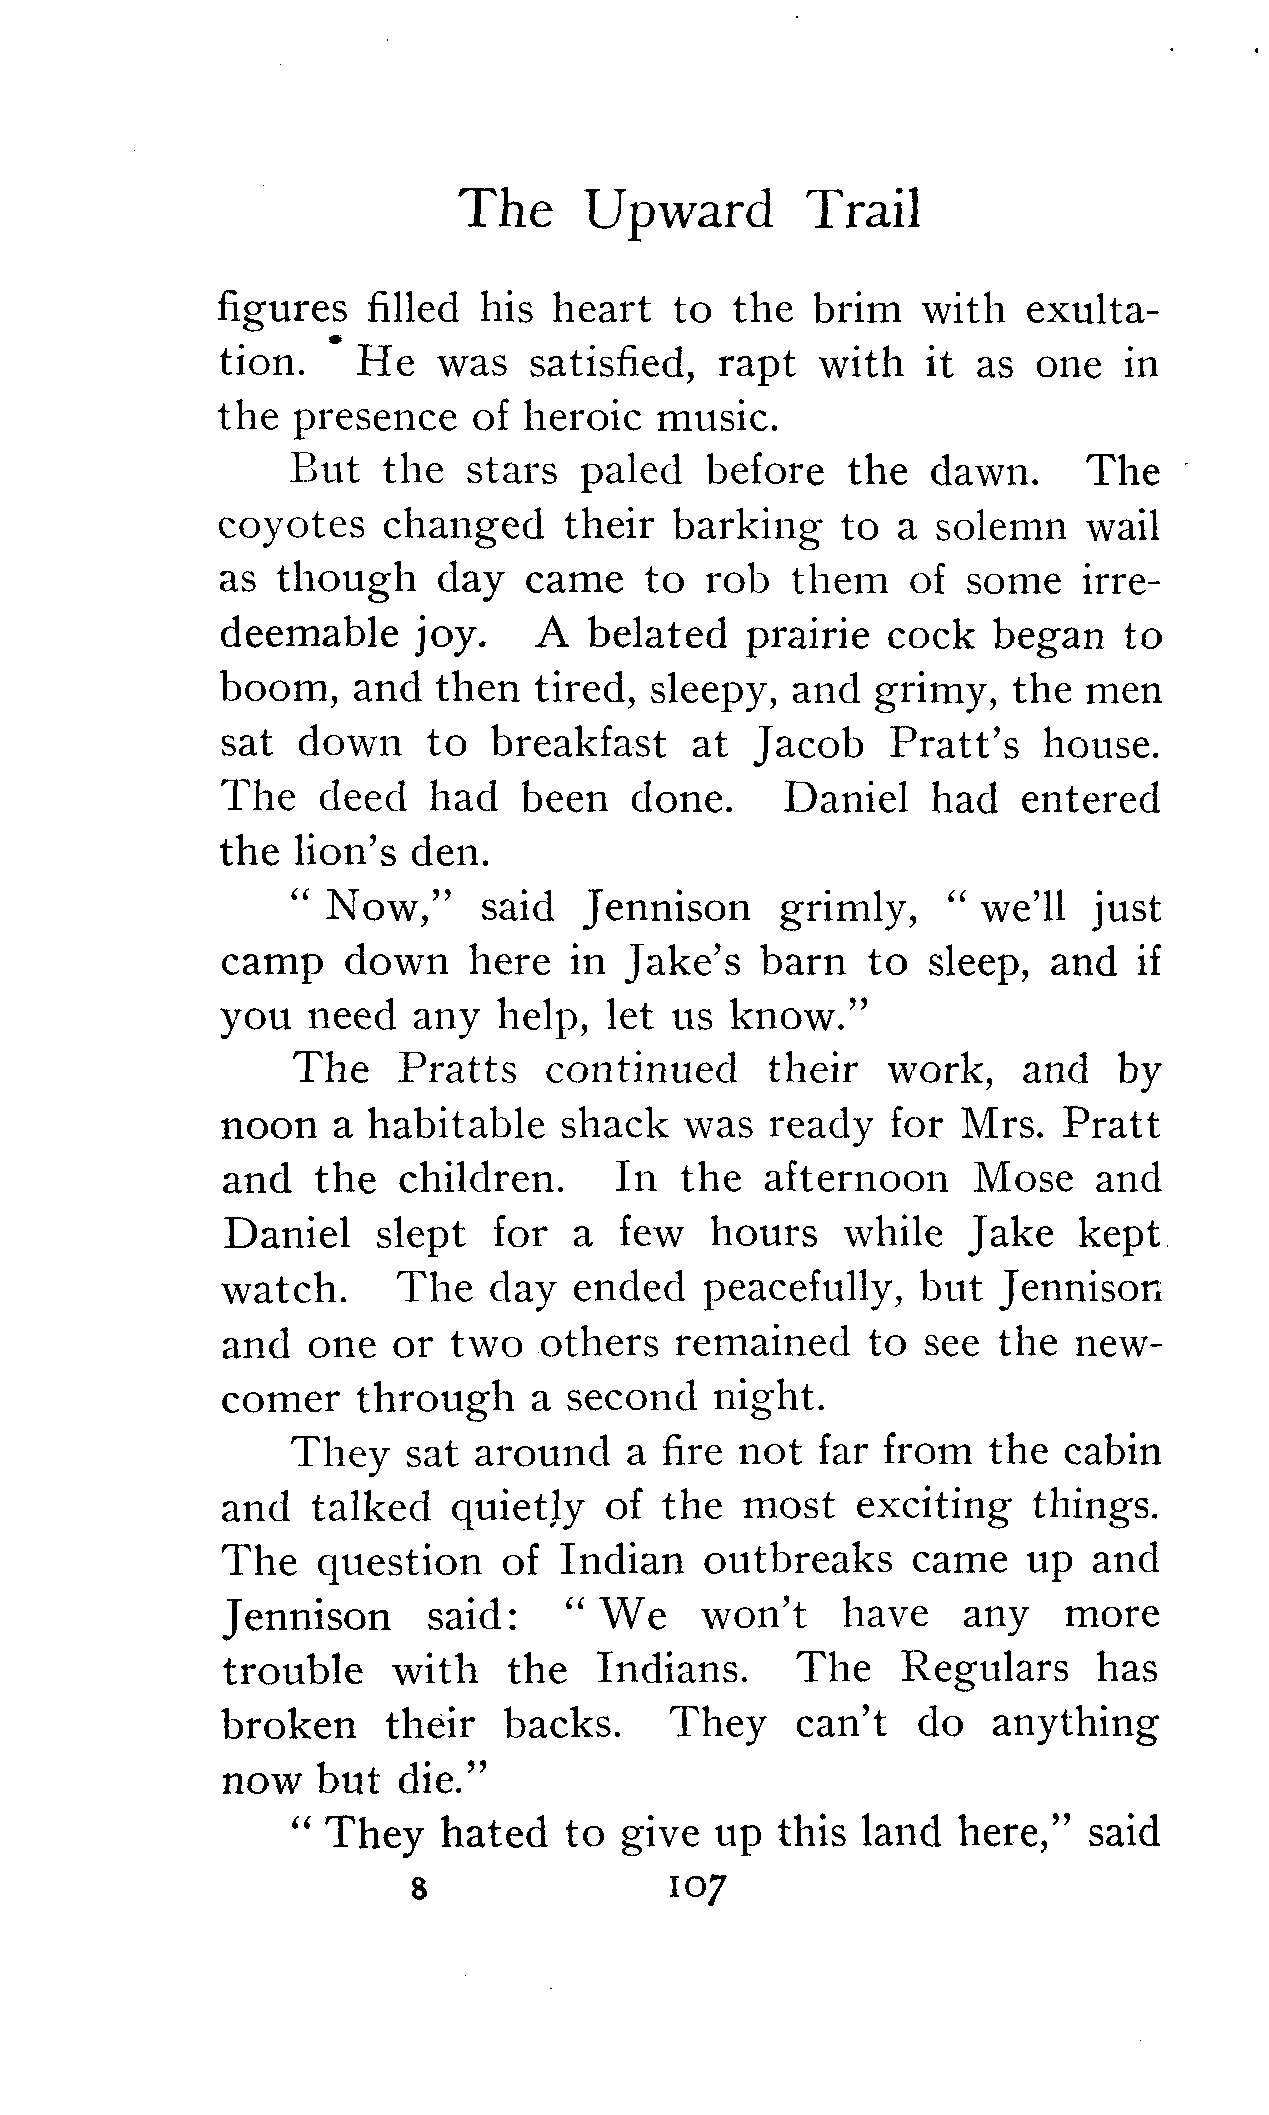 The Upward Trail
figures filled his heart to the brim with exulta-
tion. He was satisfied, rapt with it as one in
the presence of heroic music.
But the stars paled before the dawn. The
coyotes changed their barking to a solemn wail
as though day came to rob them of some irre-
deemable joy. A belated prairie cock began to
boom, and then tired, sleepy, and grimy, the men
sat down to breakfast at Jacob Pratt's house.
The deed had been done. Daniel had entered
the lion's den.
" Now," said Jennison grimly, " we'll just
camp down here in Jake's barn to sleep, and if
you need any help, let us know."
The Pratts continued their work, and by
noon a habitable shack was ready for Mrs. Pratt
and the children. In the afternoon Mose and
Daniel slept for a few hours while Jake kept
watch. The day ended peacefully, but Jennison
and one or two others remained to see the new-
comer through a second night.
They sat around a fire not far from the cabin
and talked quietly of the most exciting things.
The question of Indian outbreaks came up and
Jennison said: " We won't have any more
trouble with the Indians. The Regulars has
broken their backs. They can't do anything
now but die."
" They hated to give up this land here," said
8 107